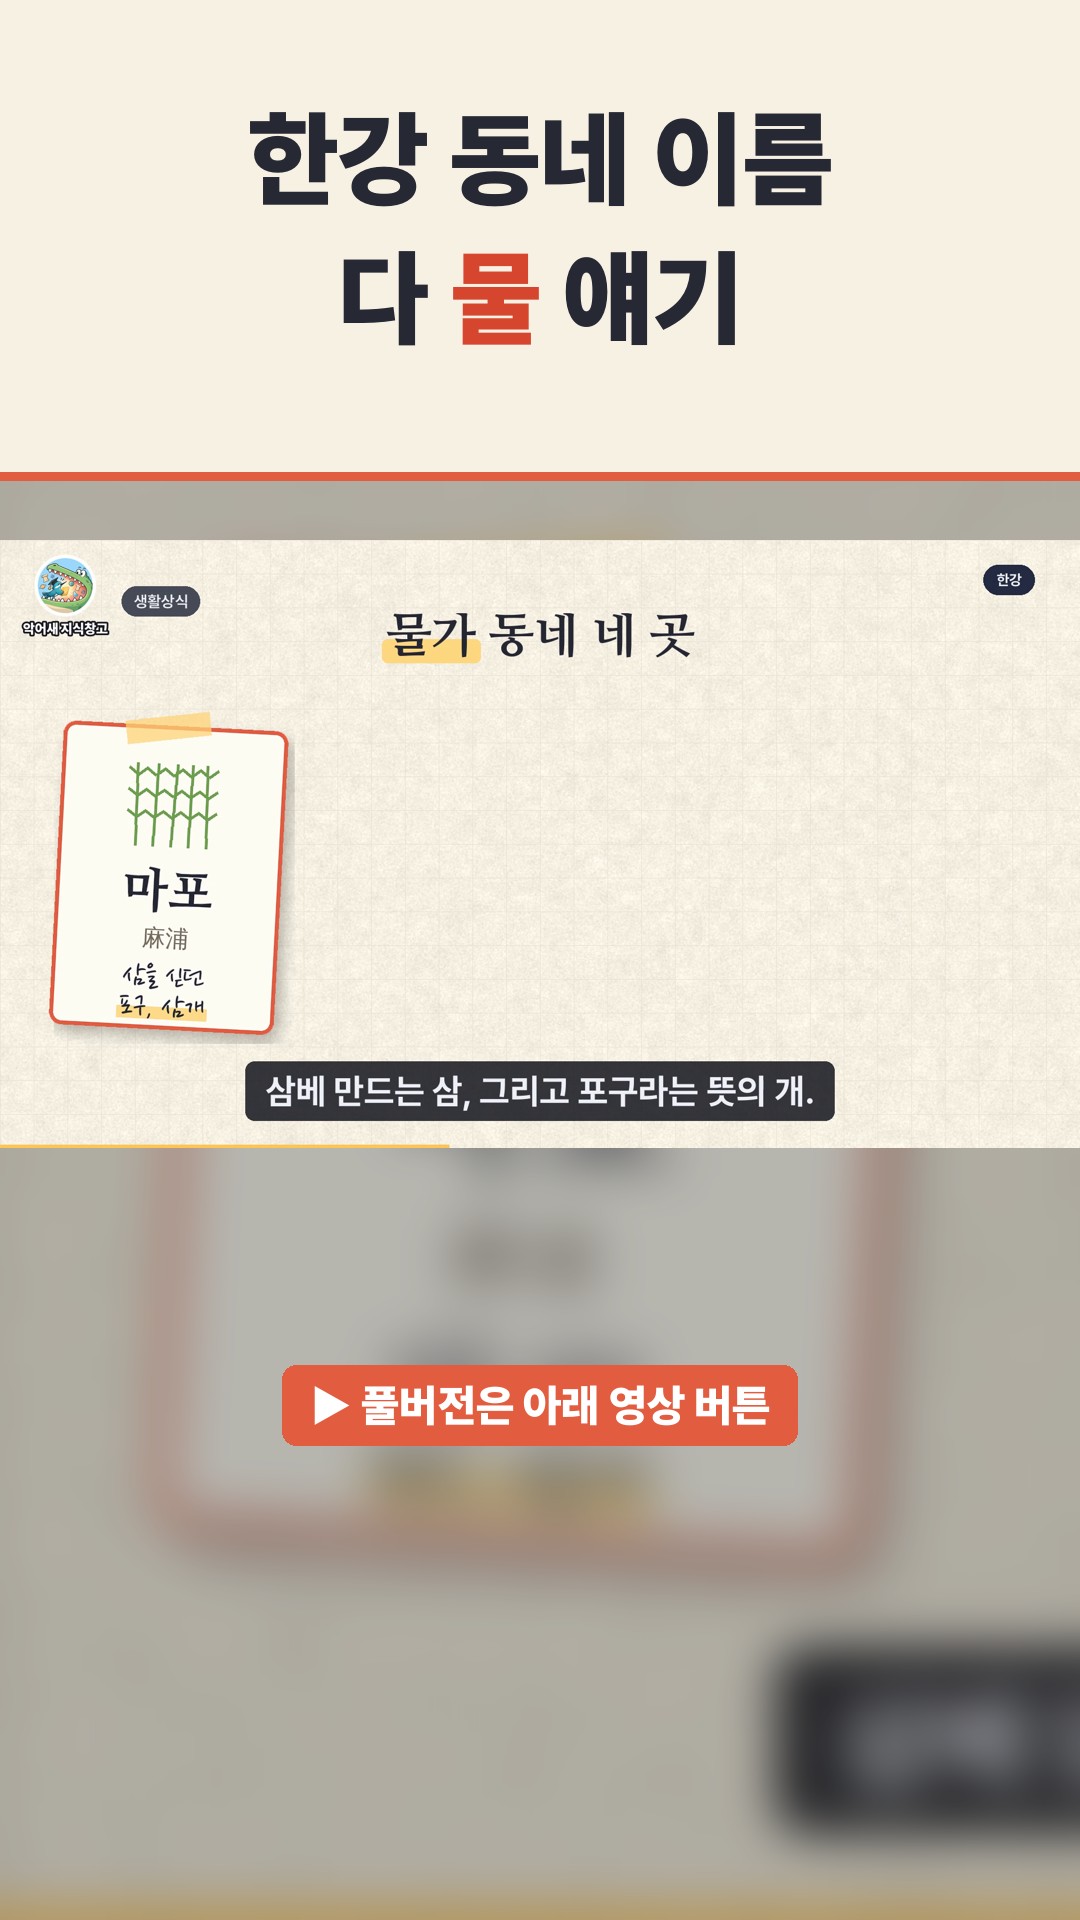 한강 동네 이름
다 물 얘기
악어새 지식창고
생활상식
한강
물가 동네 네 곳
마포
麻浦
삼을 싣던
포구, 삼개
삼베 만드는 삼, 그리고 포구라는 뜻의 개.
▶ 풀버전은 아래 영상 버튼